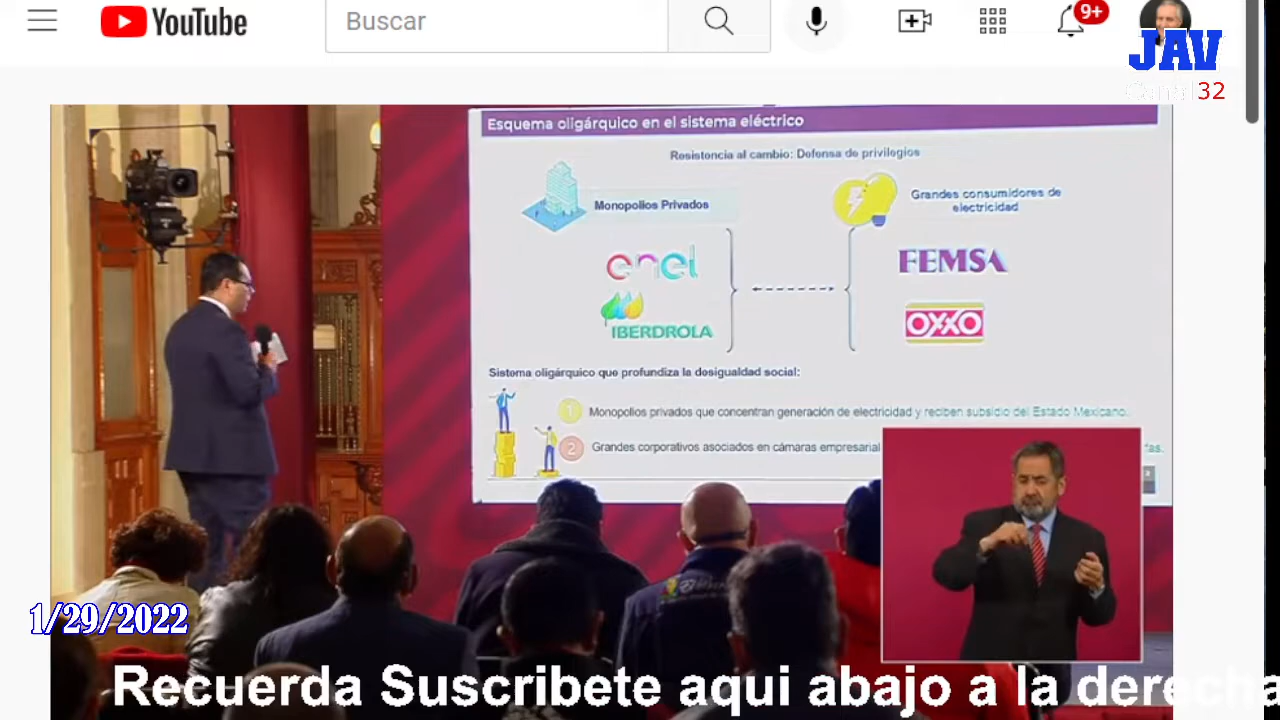 YouTube
Buscar
9+
JAV
Canal 32
Esquema oligárquico en el sistema eléctrico
Resistencia al cambio: Defensa de privilegios
Monopolios Privados
Grandes consumidores de
electricidad
enel
FEMSA
IBERDROLA
OXXO
Sistema oligárquico que profundiza la desigualdad social:
1 Monopolios privados que concentran generación de electricidad y reciben subsidio del Estado Mexicano.
2 Grandes corporativos asociados en cámaras empresarial
1/29/2022
Recuerda Suscribete aqui abajo a la derecha